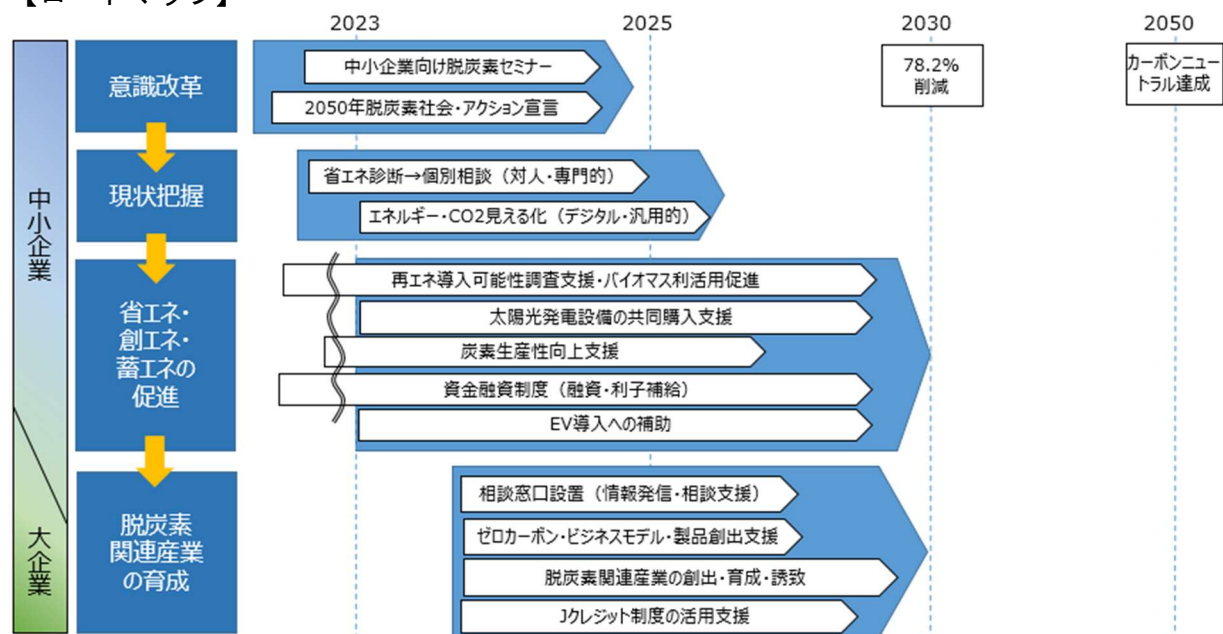 【ロードマップ】
2023
2025
2030
2050
中小企業
大企業
意識改革
中小企業向け脱炭素セミナー
2050年脱炭素社会・アクション宣言
78.2%
削減
カーボンニュー
トラル達成
現状把握
省エネ診断→個別相談（対人・専門的）
エネルギー・CO2見える化（デジタル・汎用的）
省エネ・
創エネ・
蓄エネの
促進
再エネ導入可能性調査支援・バイオマス利活用促進
太陽光発電設備の共同購入支援
炭素生産性向上支援
資金融資制度（融資・利子補給）
EV導入への補助
脱炭素
関連産業
の育成
相談窓口設置（情報発信・相談支援）
ゼロカーボン・ビジネスモデル・製品創出支援
脱炭素関連産業の創出・育成・誘致
Jクレジット制度の活用支援